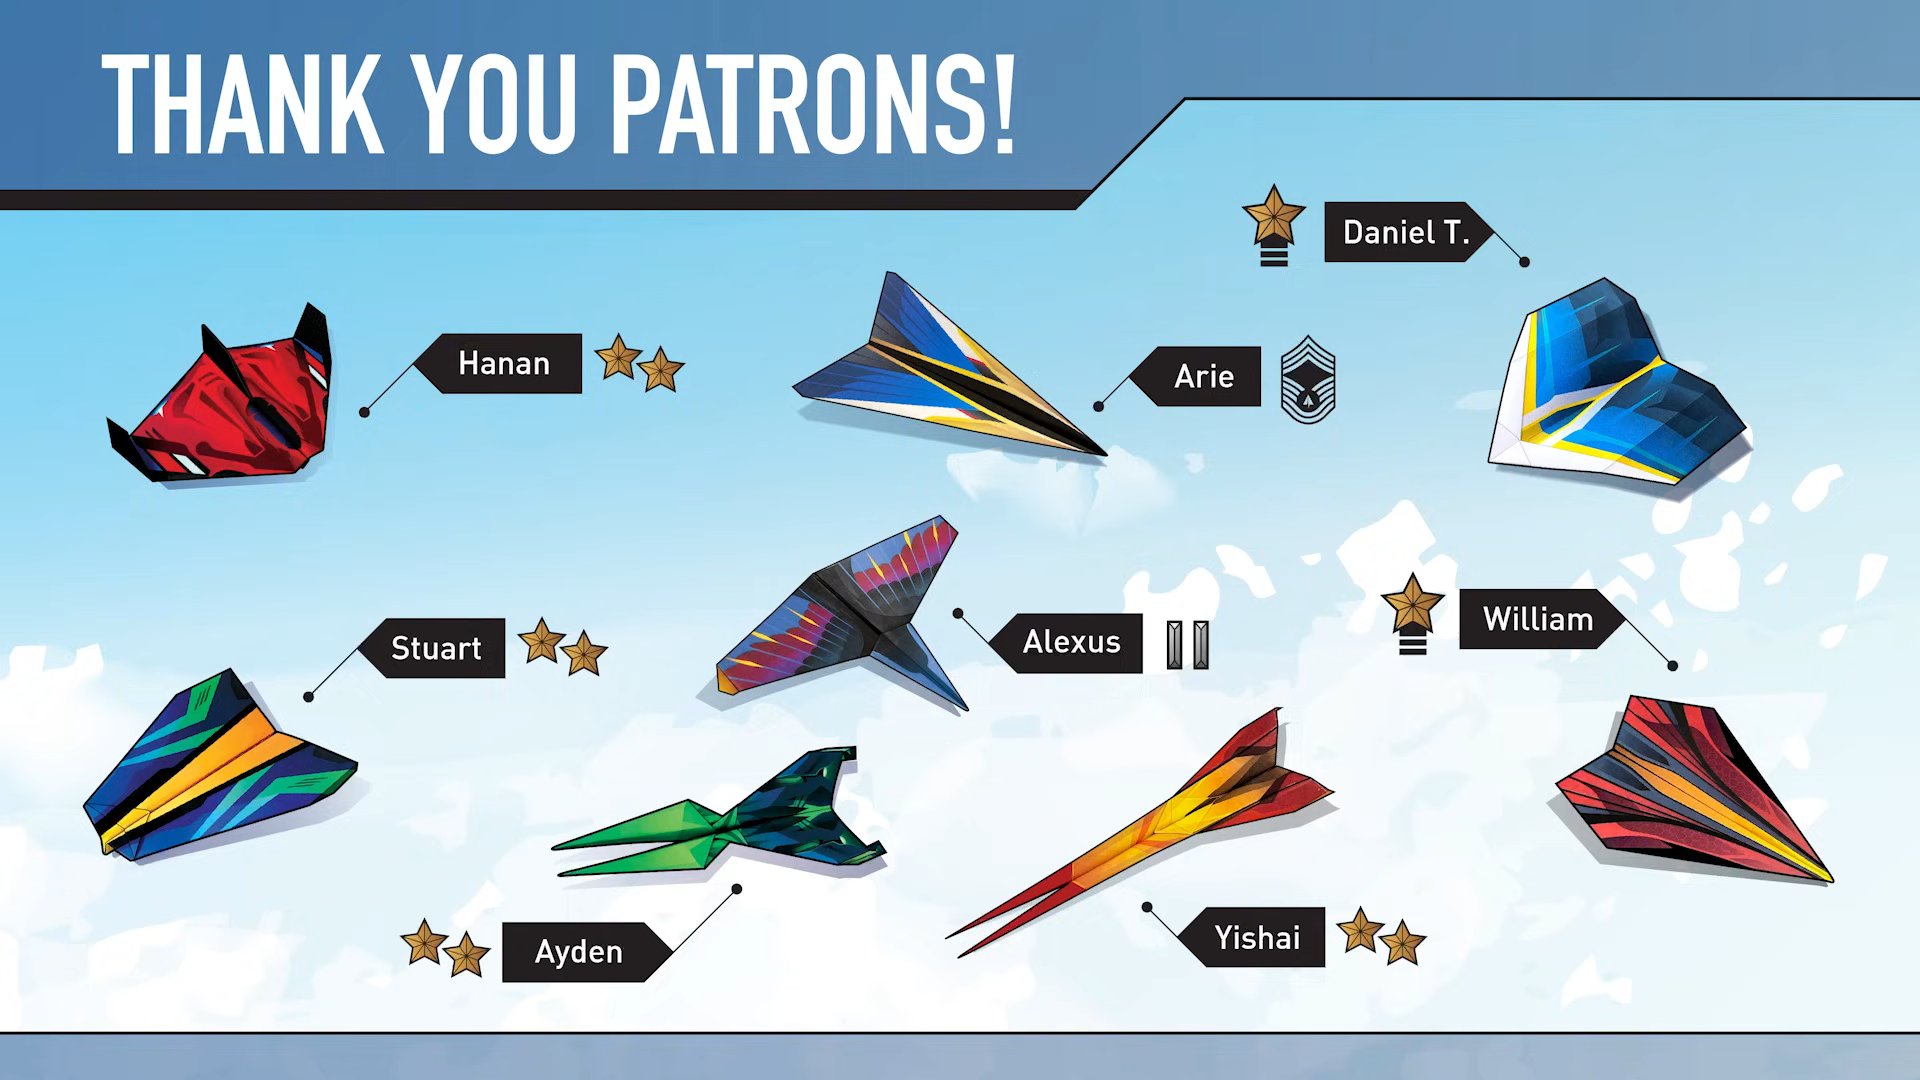 THANK YOU PATRONS!
Daniel T.
Hanan
Arie
Stuart
Alexus
William
Ayden
Yishai